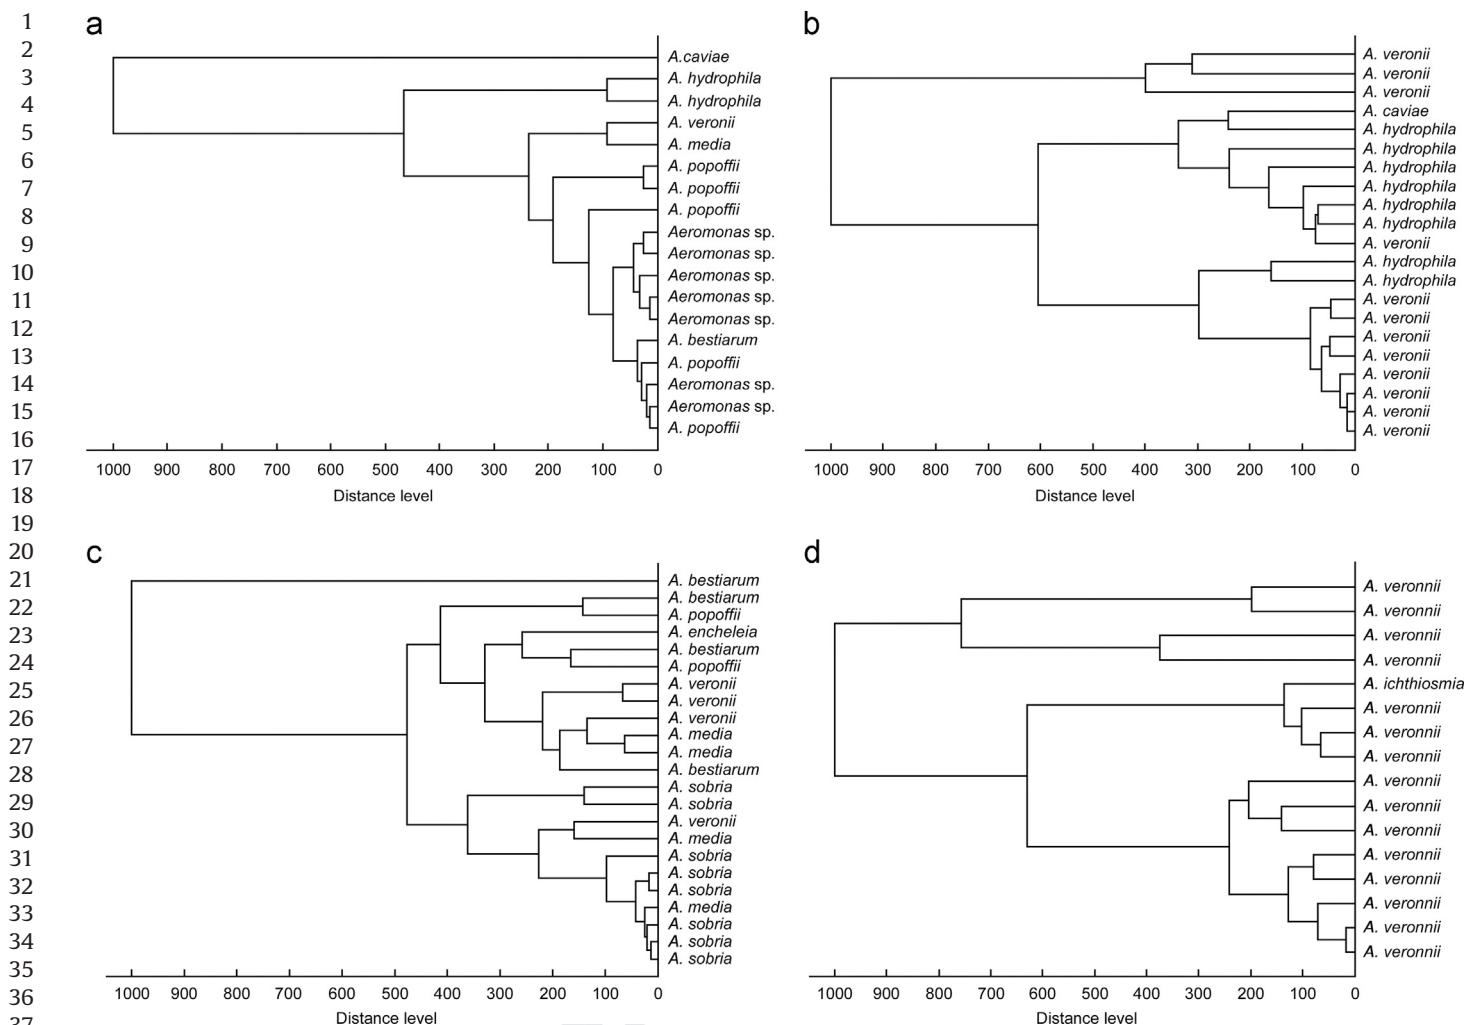 1
2
3
4
5
6
7
8
9
10
11
12
13
14
15
16
17
18
19
20
21
22
23
24
25
26
27
28
29
30
31
32
33
34
35
36
37
a
A.caviae
A. hydrophila
A. hydrophila
A. veronii
A. media
A. popoffii
A. popoffii
A. popoffii
Aeromonas sp.
Aeromonas sp.
Aeromonas sp.
Aeromonas sp.
Aeromonas sp.
A. bestiarum
A. popoffii
Aeromonas sp.
Aeromonas sp.
A. popoffii
1000 900 800 700 600 500 400 300 200 100 0
Distance level
b
A. veronii
A. veronii
A. veronii
A. caviae
A. hydrophila
A. hydrophila
A. hydrophila
A. hydrophila
A. hydrophila
A. hydrophila
A. veronii
A. hydrophila
A. hydrophila
A. veronii
A. veronii
A. veronii
A. veronii
A. veronii
A. veronii
A. veronii
A. veronii
1000 900 800 700 600 500 400 300 200 100 0
Distance level
c
A. bestiarum
A. bestiarum
A. popoffii
A. encheleia
A. bestiarum
A. popoffii
A. veronii
A. veronii
A. veronii
A. media
A. media
A. bestiarum
A. sobria
A. sobria
A. veronii
A. media
A. sobria
A. sobria
A. sobria
A. media
A. sobria
A. sobria
A. sobria
1000 900 800 700 600 500 400 300 200 100 0
Distance level
d
A. veronnii
A. veronnii
A. veronnii
A. veronnii
A. ichthiosmia
A. veronnii
A. veronnii
A. veronnii
A. veronnii
A. veronnii
A. veronnii
A. veronnii
A. veronnii
A. veronnii
A. veronnii
A. veronnii
1000 900 800 700 600 500 400 300 200 100 0
Distance level